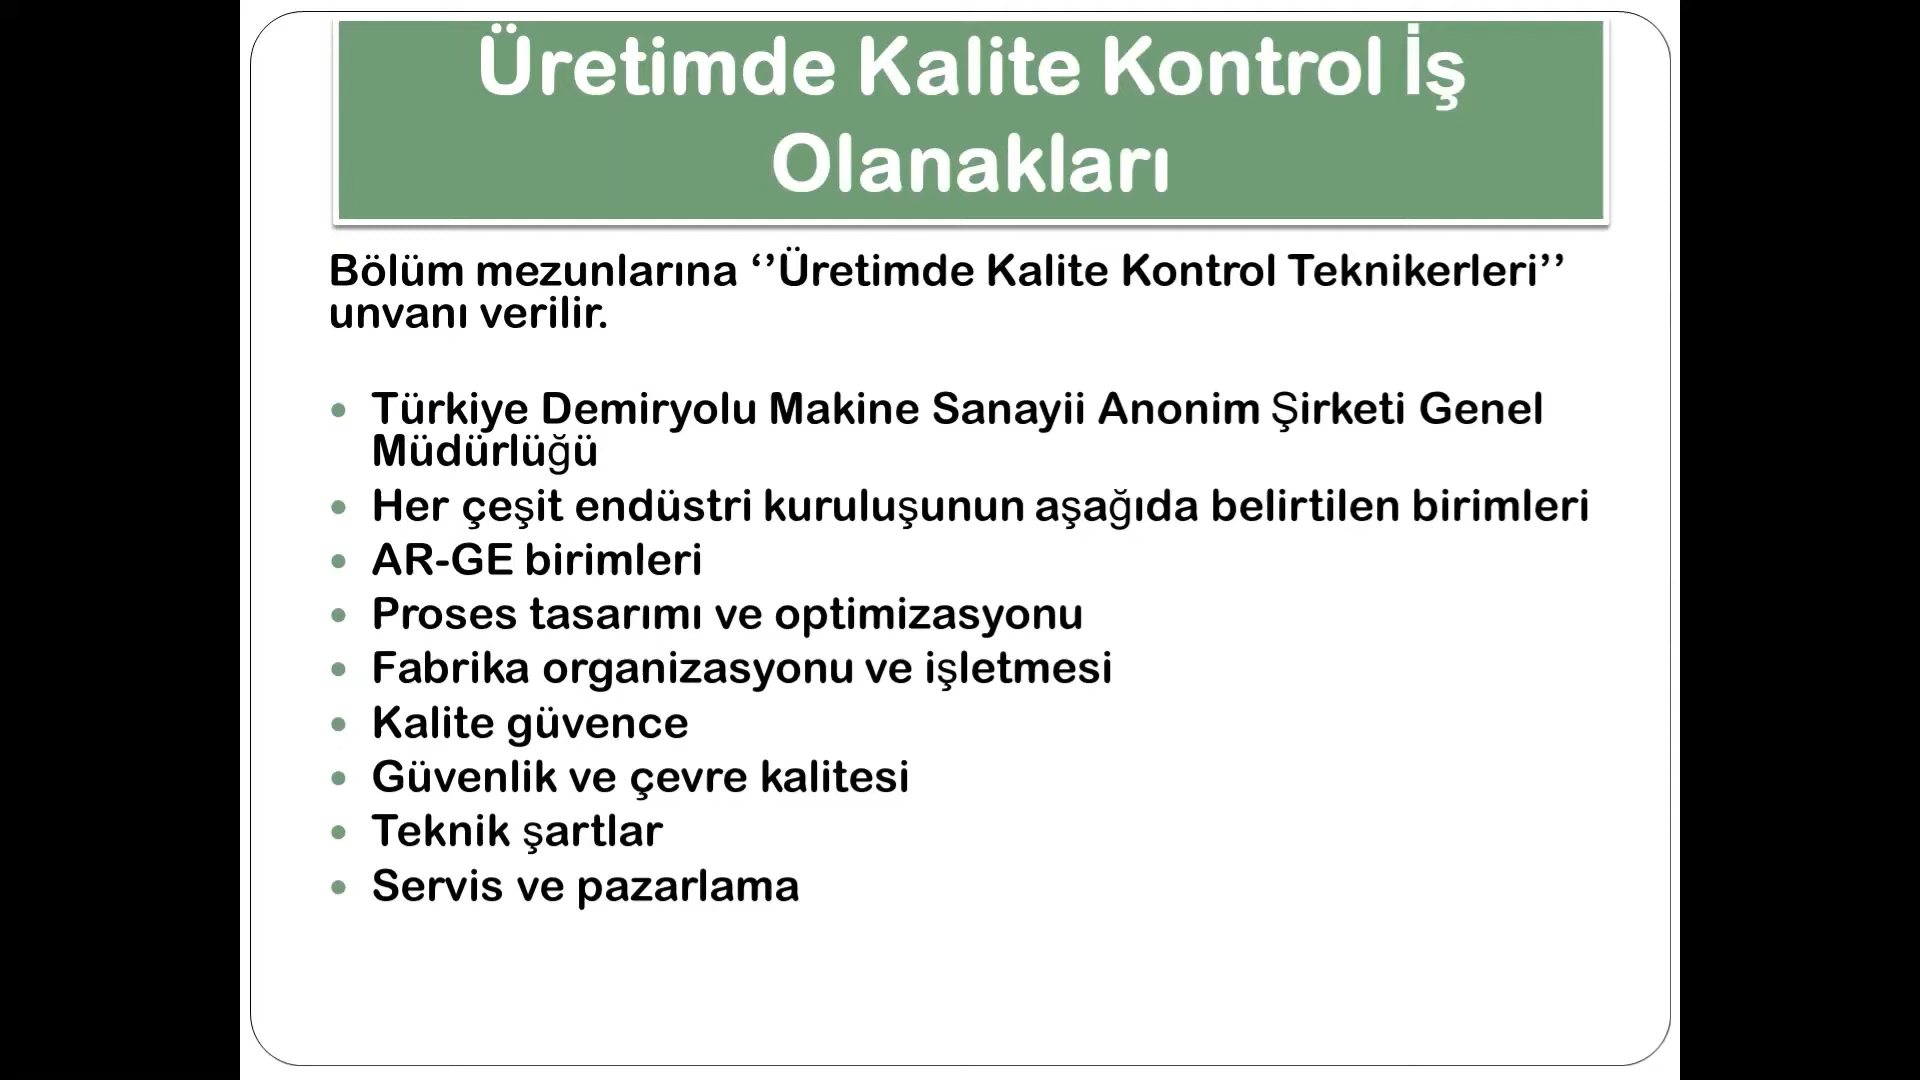 Üretimde Kalite Kontrol İş
Olanakları
Bölüm mezunlarına ‘’Üretimde Kalite Kontrol Teknikerleri’’
unvanı verilir.
• Türkiye Demiryolu Makine Sanayii Anonim Şirketi Genel
Müdürlüğü
• Her çeşit endüstri kuruluşunun aşağıda belirtilen birimleri
• AR-GE birimleri
• Proses tasarımı ve optimizasyonu
• Fabrika organizasyonu ve işletmesi
• Kalite güvence
• Güvenlik ve çevre kalitesi
• Teknik şartlar
• Servis ve pazarlama